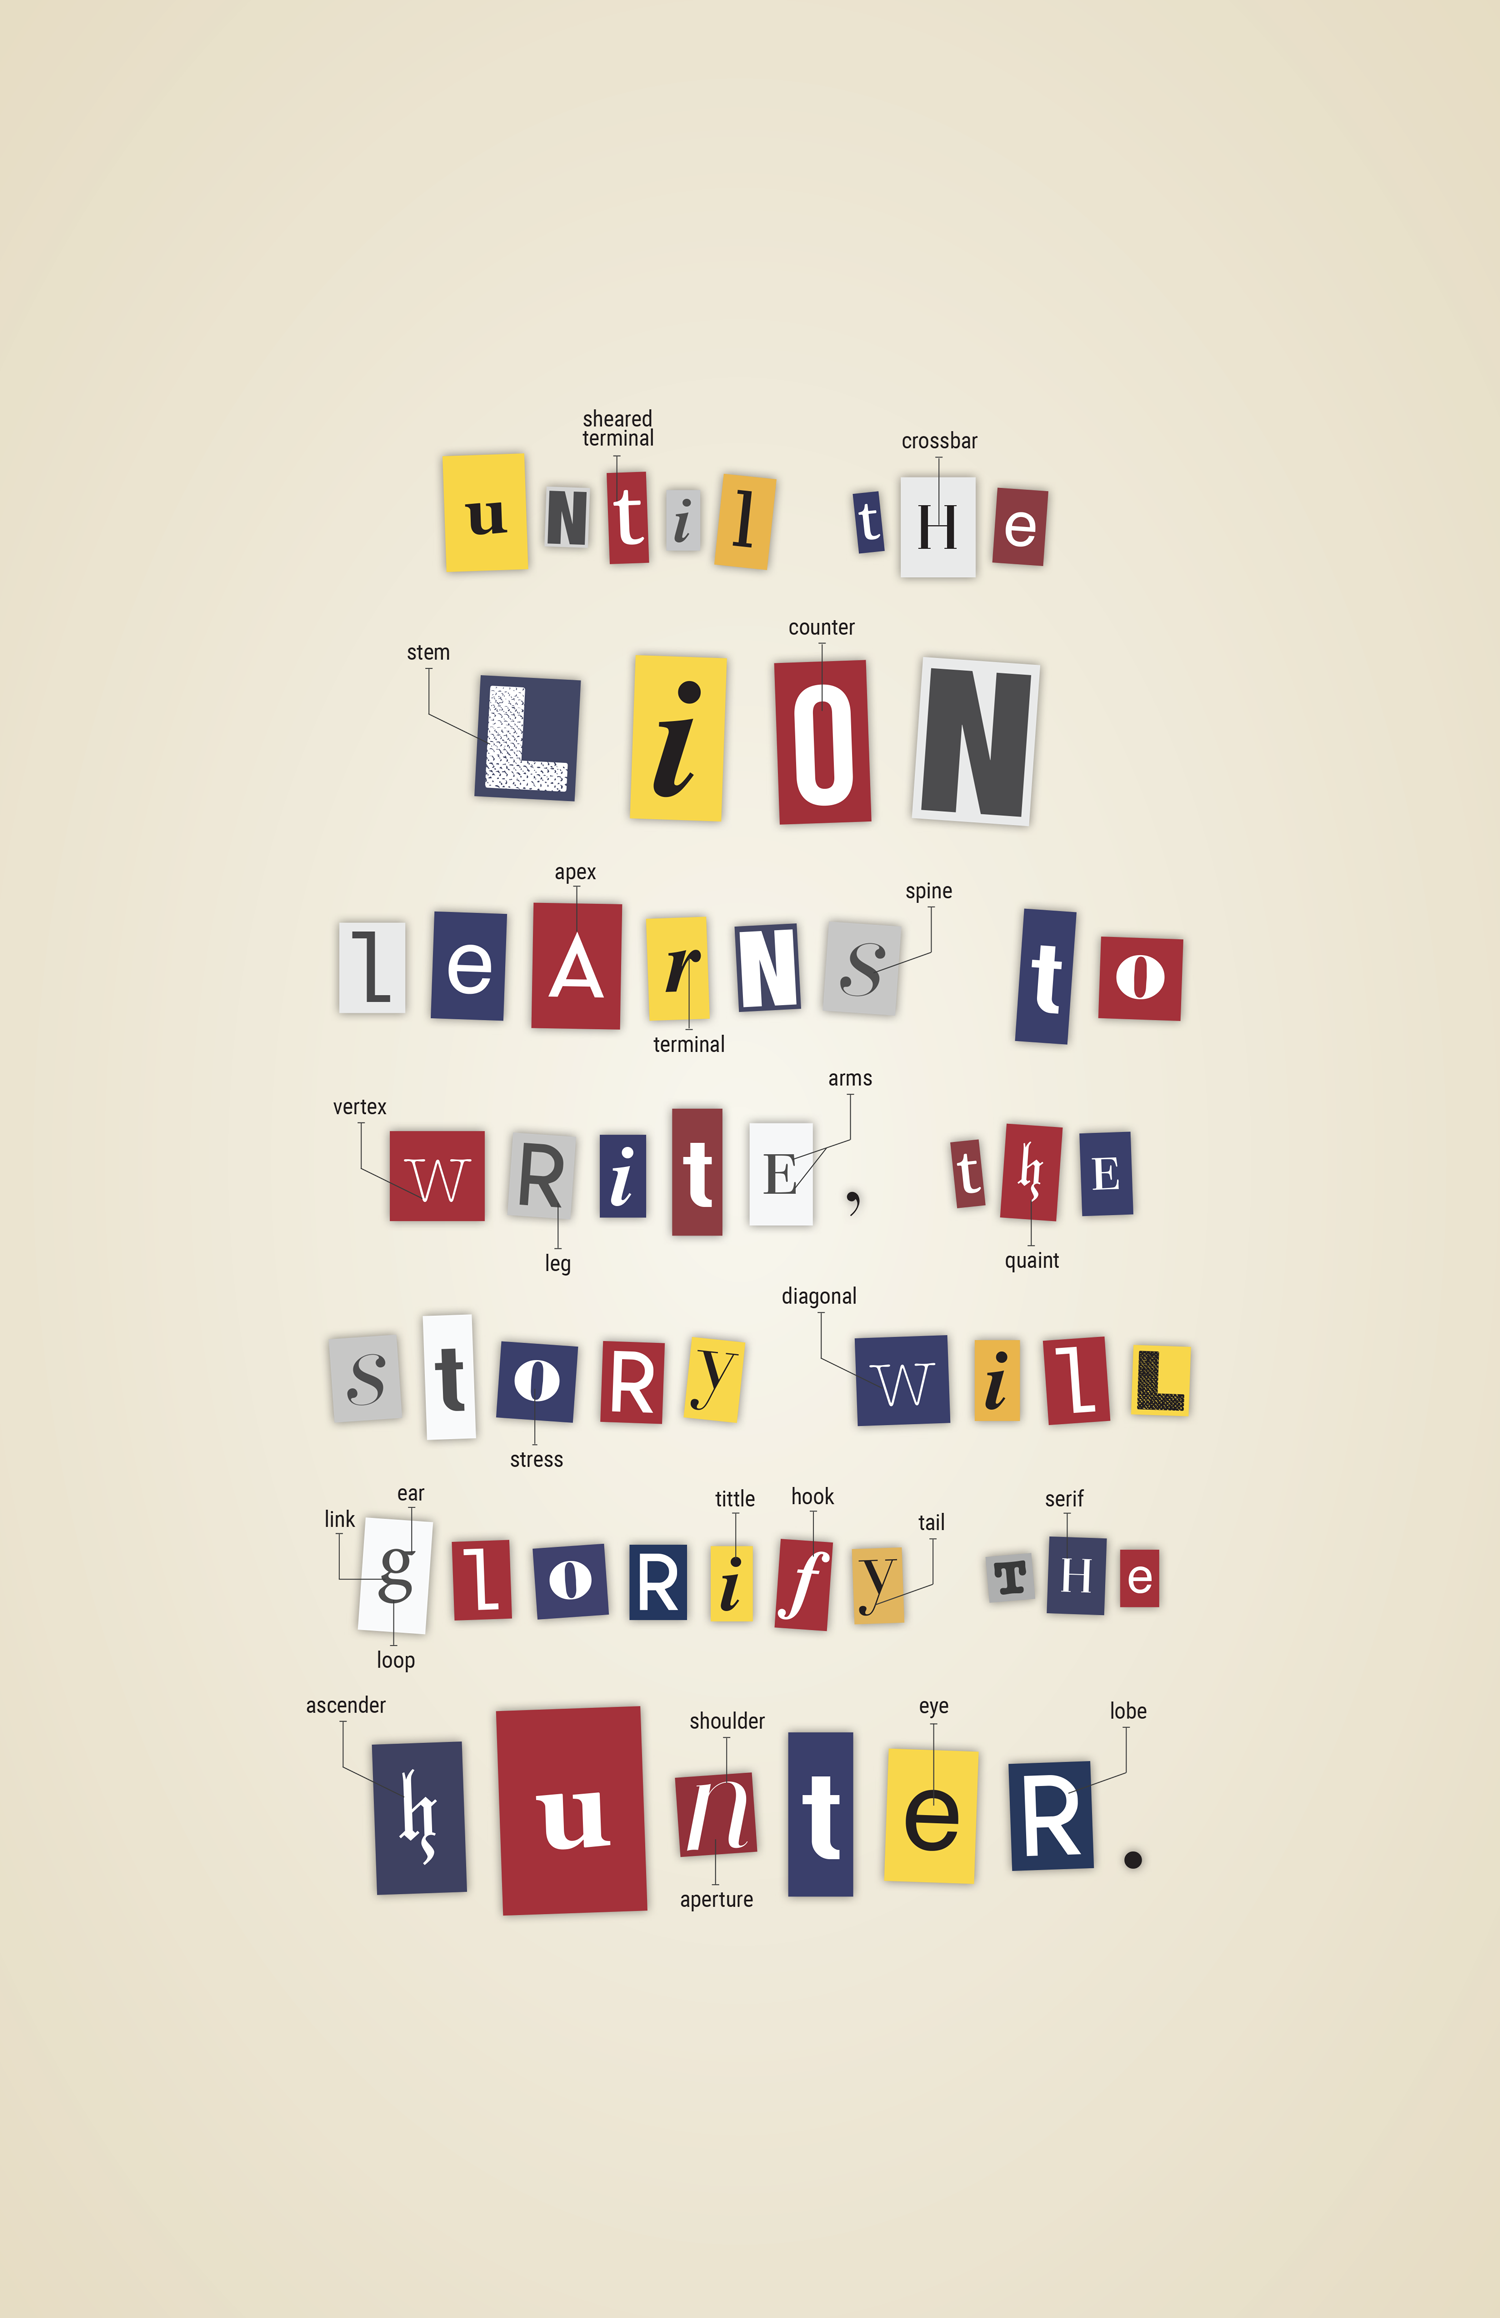 sheared
terminal
crossbar
uNtil tHe
stem
counter
LiON
apex
spine
leArNs to
terminal
vertex
arms
WRitE, thE
leg
quaint
diagonal
stoRy WilL
stress
link
ear
tittle
hook
tail
serif
gloRify THe
loop
ascender
shoulder
eye
lobe
hunteR.
aperture